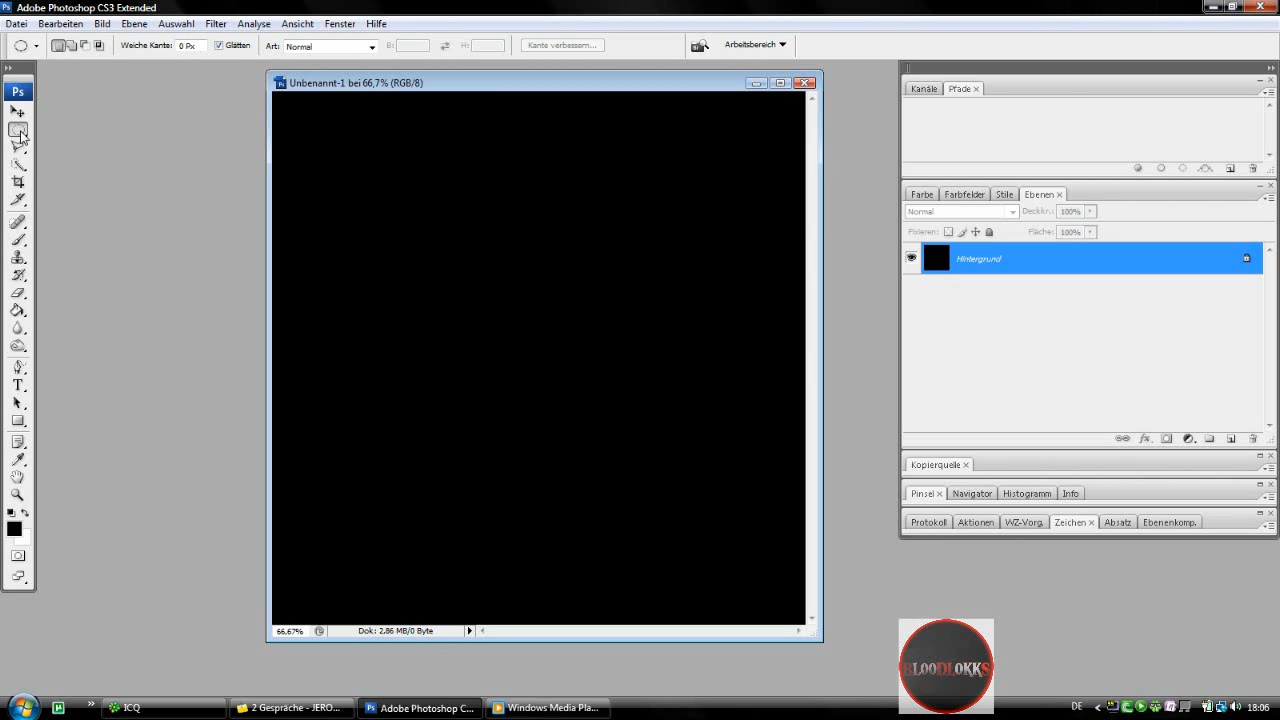 Adobe Photoshop CS3 Extended
Datei Bearbeiten Bild Ebene Auswahl Filter Analyse Ansicht Fenster Hilfe
Weiche Kante: 0 Px Glätten Art: Normal B: H: Kante verbessern... Arbeitsbereich
Ps
Unbenannt-1 bei 66,7% (RGB/8)
Kanäle Pfade
Farbe Farbfelder Stile Ebenen
Normal Deckkr.: 100%
Fixieren: Fläche: 100%
Hintergrund
Kopierquelle
Pinsel Navigator Histogramm Info
Protokoll Aktionen WZ-Vorg. Zeichen Absatz Ebenenkomp.
66,67% Dok: 2,86 MB/0 Byte
BLOODLOKKS
ICQ 2 Gespräche - JERO... Adobe Photoshop C... Windows Media Pla... DE 18:06